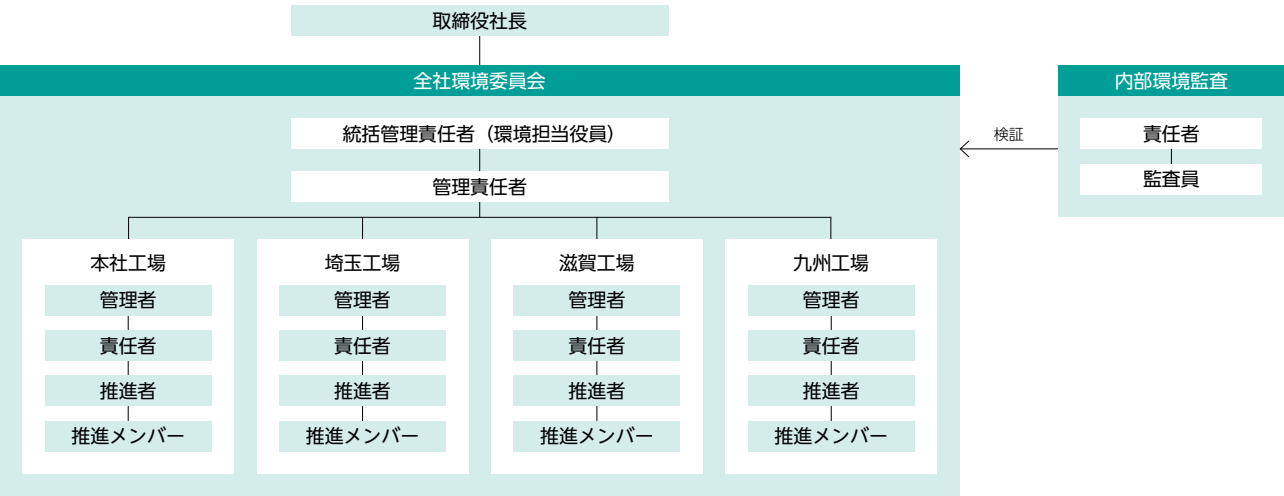 取締役社長
全社環境委員会
統括管理責任者（環境担当役員）
管理責任者
本社工場
管理者
責任者
推進者
推進メンバー
埼玉工場
管理者
責任者
推進者
推進メンバー
滋賀工場
管理者
責任者
推進者
推進メンバー
九州工場
管理者
責任者
推進者
推進メンバー
検証
内部環境監査
責任者
監査員